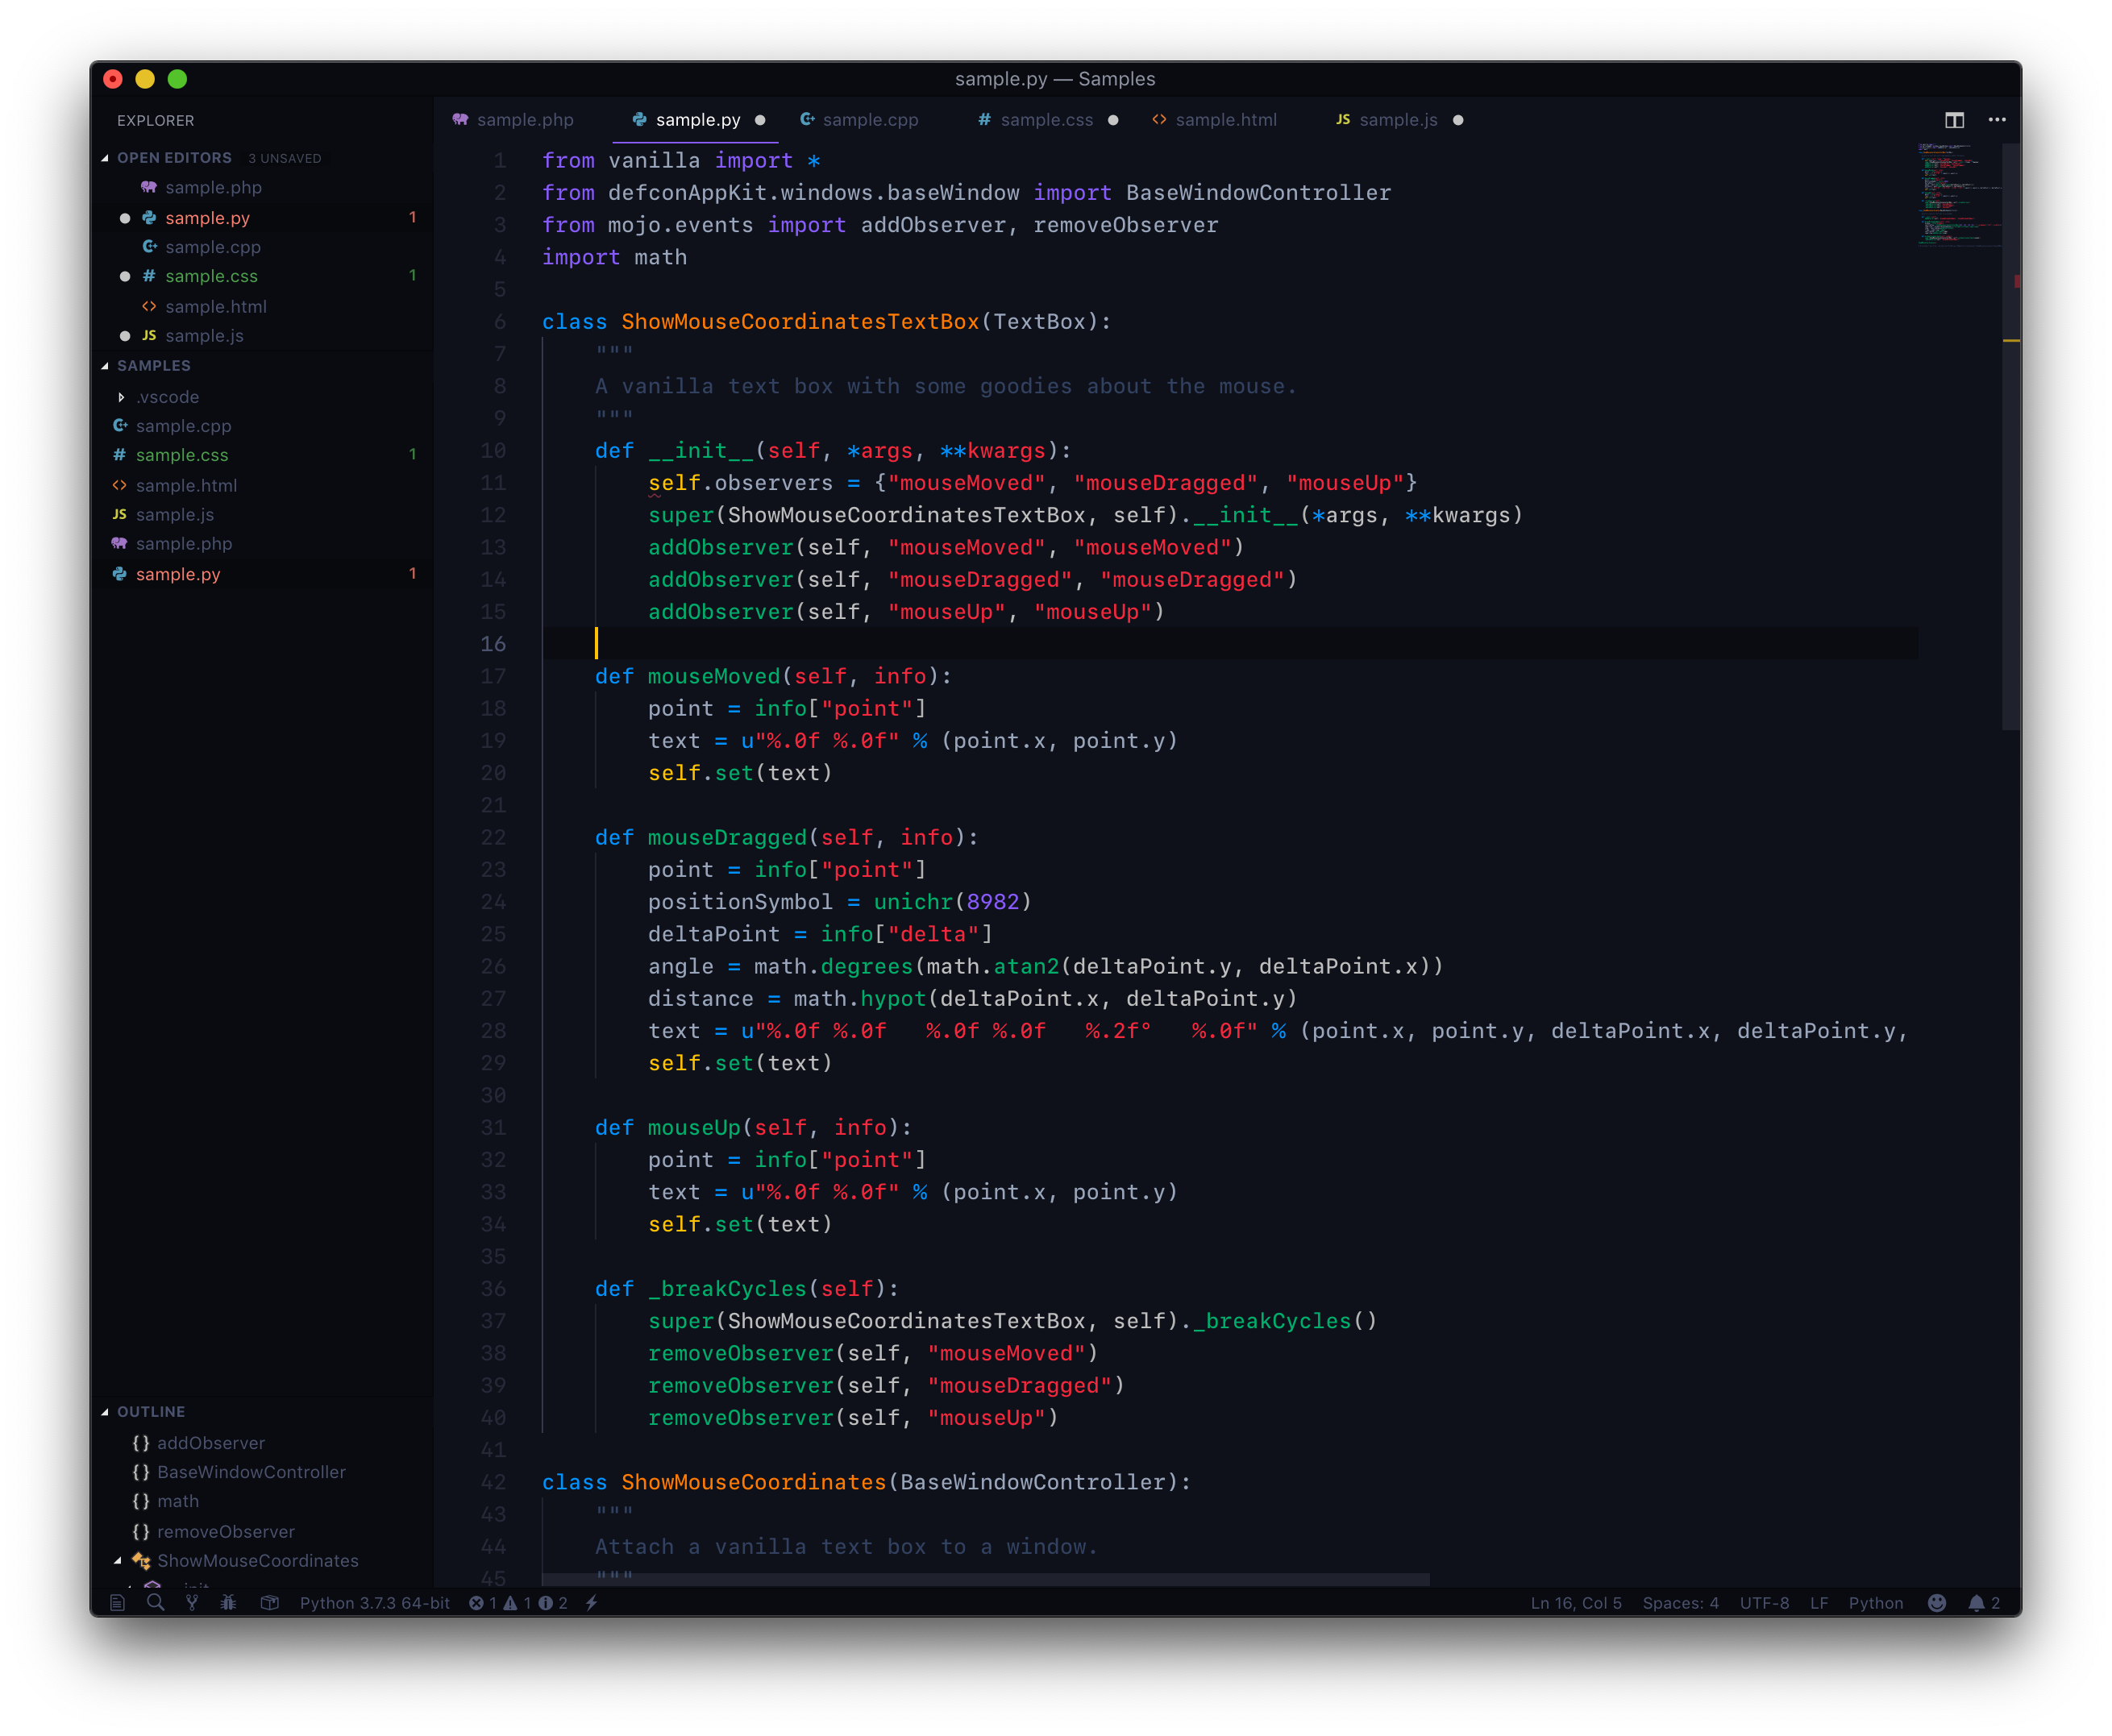 sample.py — Samples
EXPLORER
OPEN EDITORS 3 UNSAVED
sample.php
sample.py 1
sample.cpp
sample.css 1
sample.html
JS sample.js
SAMPLES
.vscode
sample.cpp
# sample.css 1
sample.html
JS sample.js
sample.php
sample.py 1
OUTLINE
{} addObserver
{} BaseWindowController
{} math
{} removeObserver
ShowMouseCoordinates
sample.php sample.py sample.cpp # sample.css sample.html JS sample.js
1 from vanilla import *
2 from defconAppKit.windows.baseWindow import BaseWindowController
3 from mojo.events import addObserver, removeObserver
4 import math
5
6 class ShowMouseCoordinatesTextBox(TextBox):
7     """
8     A vanilla text box with some goodies about the mouse.
9     """
10     def __init__(self, *args, **kwargs):
11         self.observers = {"mouseMoved", "mouseDragged", "mouseUp"}
12         super(ShowMouseCoordinatesTextBox, self).__init__(*args, **kwargs)
13         addObserver(self, "mouseMoved", "mouseMoved")
14         addObserver(self, "mouseDragged", "mouseDragged")
15         addObserver(self, "mouseUp", "mouseUp")
16
17     def mouseMoved(self, info):
18         point = info["point"]
19         text = u"%.0f %.0f" % (point.x, point.y)
20         self.set(text)
21
22     def mouseDragged(self, info):
23         point = info["point"]
24         positionSymbol = unichr(8982)
25         deltaPoint = info["delta"]
26         angle = math.degrees(math.atan2(deltaPoint.y, deltaPoint.x))
27         distance = math.hypot(deltaPoint.x, deltaPoint.y)
28         text = u"%.0f %.0f   %.0f %.0f   %.2f°   %.0f" % (point.x, point.y, deltaPoint.x, deltaPoint.y,
29         self.set(text)
30
31     def mouseUp(self, info):
32         point = info["point"]
33         text = u"%.0f %.0f" % (point.x, point.y)
34         self.set(text)
35
36     def _breakCycles(self):
37         super(ShowMouseCoordinatesTextBox, self)._breakCycles()
38         removeObserver(self, "mouseMoved")
39         removeObserver(self, "mouseDragged")
40         removeObserver(self, "mouseUp")
41
42 class ShowMouseCoordinates(BaseWindowController):
43     """
44     Attach a vanilla text box to a window.
45     """
Python 3.7.3 64-bit 1 1 2 Ln 16, Col 5 Spaces: 4 UTF-8 LF Python 2